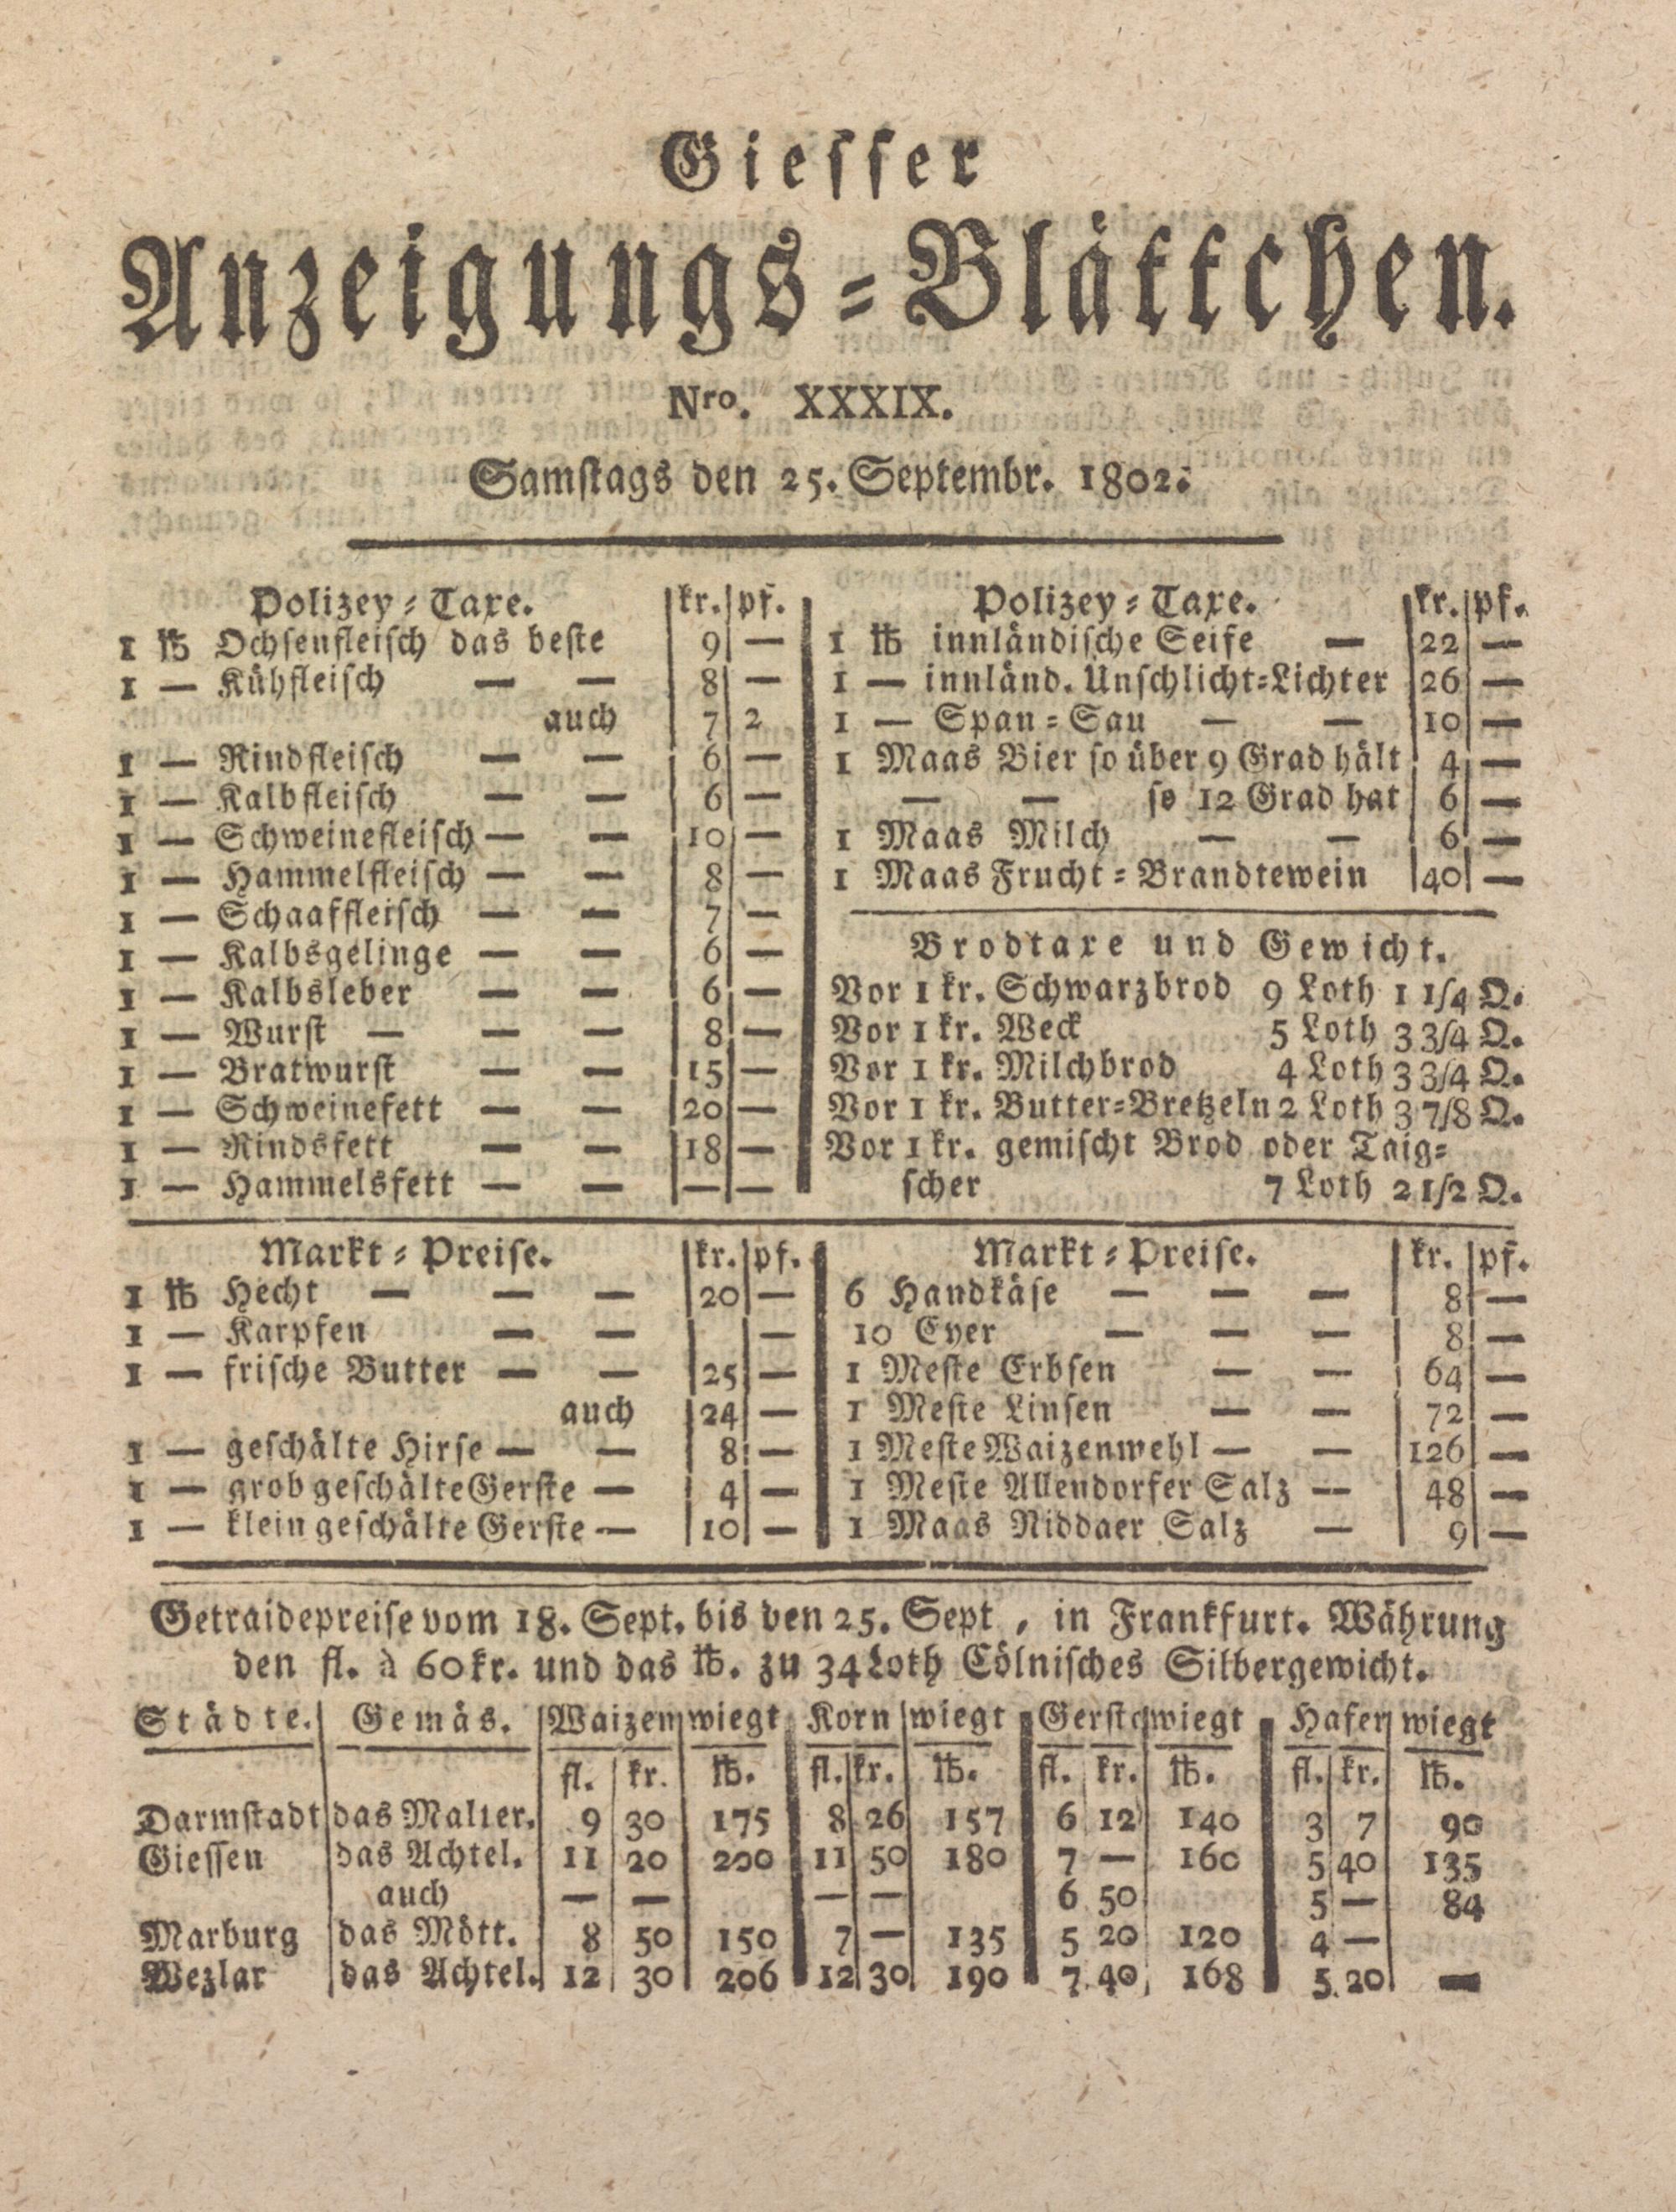 Giesser
Anzeigungs-Blättchen.
Nro. XXXIX.
Samstags den 25. Septembr. 1802.
Polizey-Taxe. kr. pf.
1 ℔ Ochsenfleisch das beste 9 —
1 — Kühfleisch — — 8 —
auch 7 2
1 — Rindfleisch — — 6 —
1 — Kalbfleisch — — 6 —
1 — Schweinefleisch — — 10 —
1 — Hammelfleisch — — 8 —
1 — Schaaffleisch — — 7 —
1 — Kalbsgelinge — — 6 —
1 — Kalbsleber — — 6 —
1 — Wurst — — — 8 —
1 — Bratwurst — — 15 —
1 — Schweinefett — — 20 —
1 — Rindsfett — — 18 —
1 — Hammelsfett — — — —
Polizey-Taxe. kr. pf.
1 ℔ innländische Seife — 22 —
1 — innländ. Unschlicht-Lichter 26 —
1 — Span-Sau — — 10 —
1 Maas Bier so über 9 Grad hält 4 —
— — so 12 Grad hat 6 —
1 Maas Milch — — 6 —
1 Maas Frucht-Brandtewein 40 —
Brodtaxe und Gewicht.
Vor 1 kr. Schwarzbrod 9 Loth 1 1/4 Q.
Vor 1 kr. Weck 5 Loth 3 3/4 Q.
Vor 1 kr. Milchbrod 4 Loth 3 3/4 Q.
Vor 1 kr. Butter-Bretzeln 2 Loth 3 7/8 Q.
Vor 1 kr. gemischt Brod oder Taig-
scher 7 Loth 2 1/2 Q.
Markt-Preise. kr. pf.
1 ℔ Hecht — — — 20 —
1 — Karpfen — — —
1 — frische Butter — — 25 —
auch 24 —
1 — geschälte Hirse — — 8 —
1 — grob geschälte Gerste — 4 —
1 — klein geschälte Gerste — 10 —
Markt-Preise. kr. pf.
6 Handkäse — — — 8 —
10 Eyer — — — 8 —
1 Meste Erbsen — — 64 —
1 Meste Linsen — — 72 —
1 Meste Waizenwehl — — 126 —
1 Meste Allendorfer Salz — 48 —
1 Maas Niddaer Salz — 9 —
Getraidepreise vom 18. Sept. bis den 25. Sept, in Frankfurt. Währung
den fl. à 60 kr. und das ℔. zu 34 Loth Cölnisches Silbergewicht.
Städte. Gemäs. Waizen wiegt Korn wiegt Gerste wiegt Hafer wiegt
fl. kr. ℔. fl. kr. ℔. fl. kr. ℔. fl. kr. ℔.
Darmstadt das Malter. 9 30 175 8 26 157 6 12 140 3 7 90
Giessen das Achtel. 11 20 200 11 50 180 7 — 160 5 40 135
auch — — — — 6 50 5 — 84
Marburg das Mött. 8 50 150 7 — 135 5 20 120 4 —
Wezlar das Achtel. 12 30 206 12 30 190 7 40 168 5 20 —